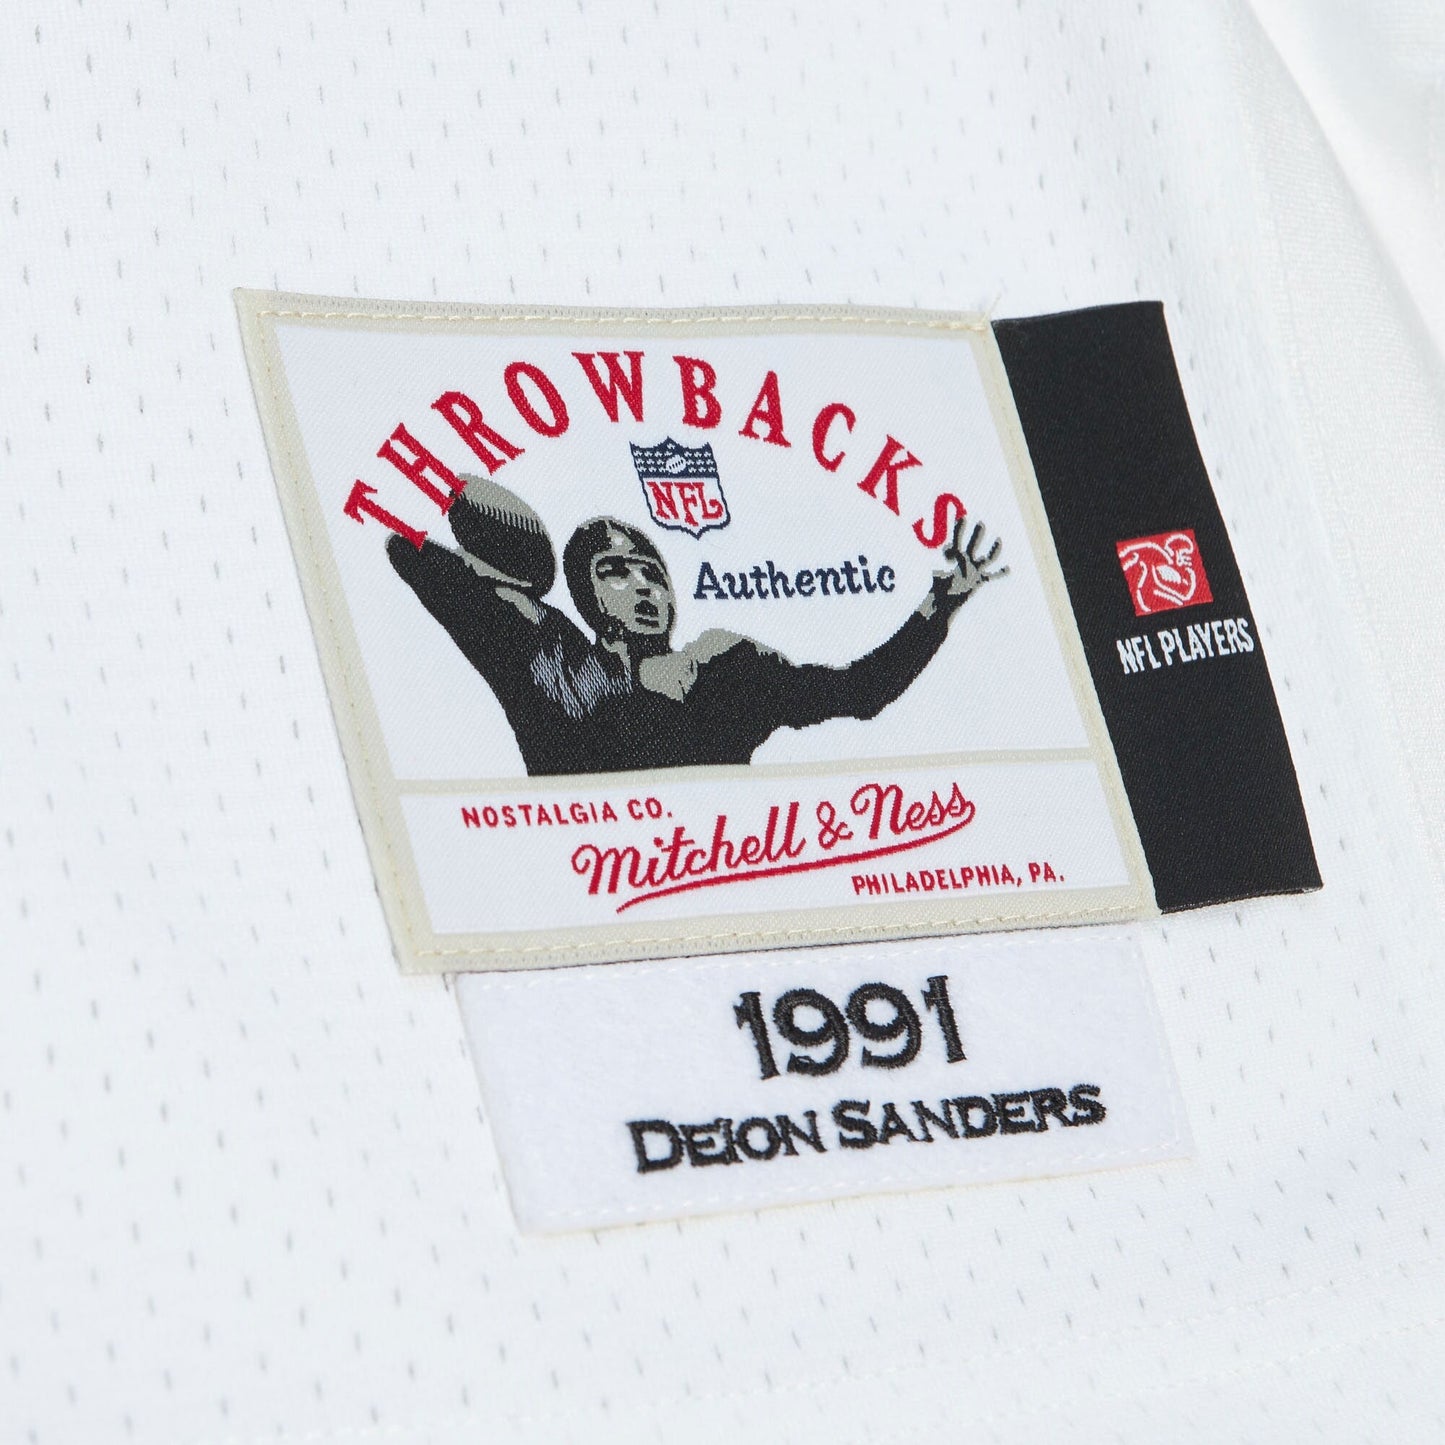 THROWBACKS
NFL
Authentic
NFL PLAYERS
NOSTALGIA CO.
Mitchell & Ness
PHILADELPHIA, PA.
1991
DEION SANDERS